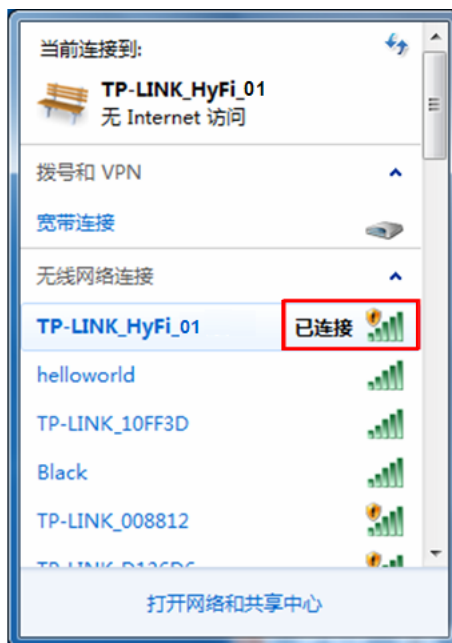 当前连接到:
TP-LINK_HyFi_01
无 Internet 访问
拨号和 VPN
宽带连接
无线网络连接
TP-LINK_HyFi_01 已连接
helloworld
TP-LINK_10FF3D
Black
TP-LINK_008812
打开网络和共享中心